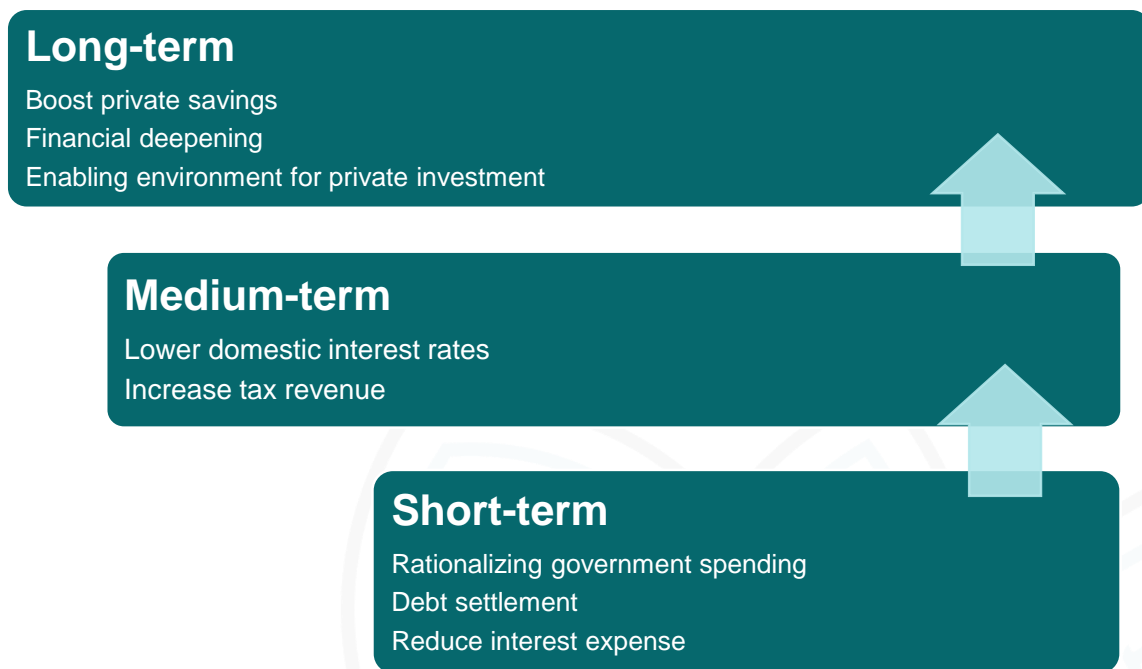 Long-term
Boost private savings
Financial deepening
Enabling environment for private investment
Medium-term
Lower domestic interest rates
Increase tax revenue
Short-term
Rationalizing government spending
Debt settlement
Reduce interest expense